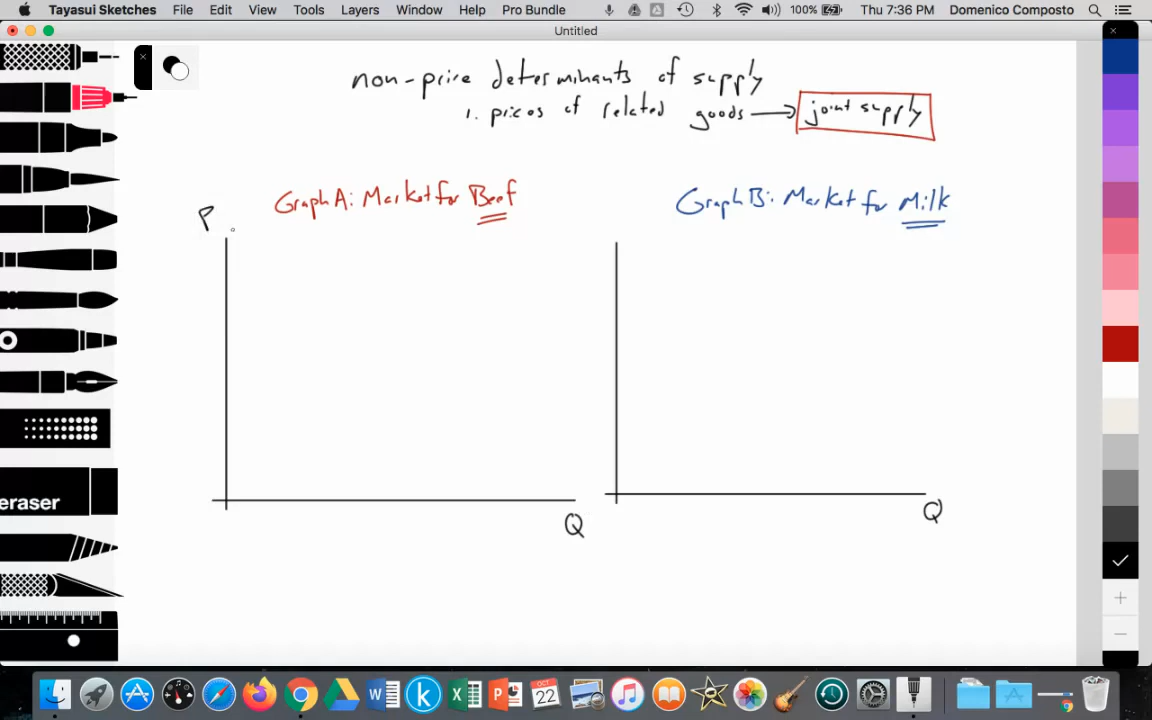 Tayasui Sketches File Edit View Tools Layers Window Help Pro Bundle 100% Thu 7:36 PM Domenico Composto
Untitled
non-price determinants of supply
1. prices of related goods → joint supply
Graph A: Market for Beef
Graph B: Market for Milk
P
Q
Q
eraser
OCT
22